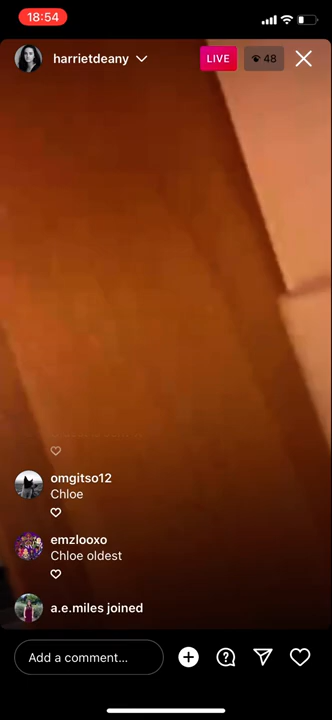 18:54
harrietdeany
LIVE
48
omgitso12
Chloe
emzlooxo
Chloe oldest
a.e.miles joined
Add a comment...